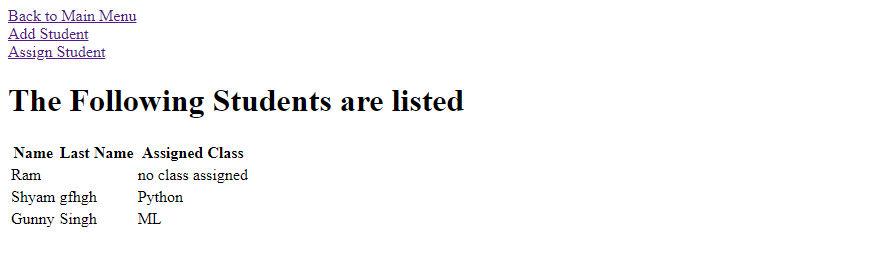 Back to Main Menu
Add Student
Assign Student
The Following Students are listed
Name Last Name Assigned Class
Ram no class assigned
Shyam gfhgh Python
Gunny Singh ML